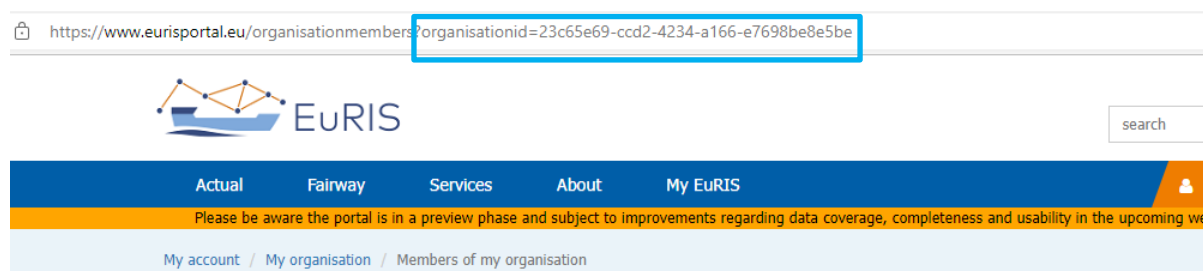 https://www.eurisportal.eu/organisationmembers?organisationid=23c65e69-ccd2-4234-a166-e7698be8e5be
EuRIS
search
Actual Fairway Services About My EuRIS
Please be aware the portal is in a preview phase and subject to improvements regarding data coverage, completeness and usability in the upcoming we
My account / My organisation / Members of my organisation